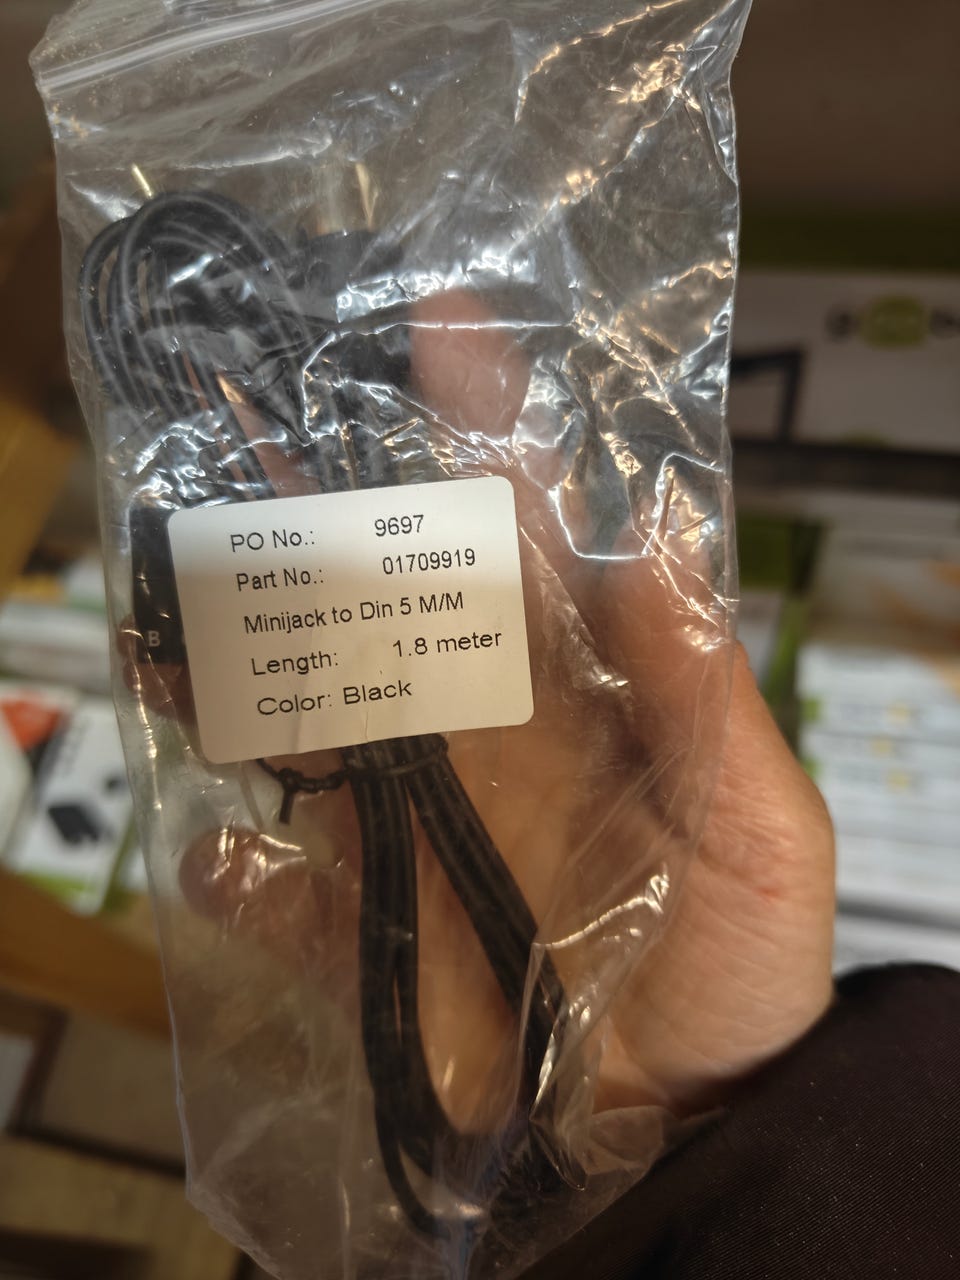 PO No.: 9697
Part No.: 01709919
Minijack to Din 5 M/M
Length: 1.8 meter
Color: Black
B